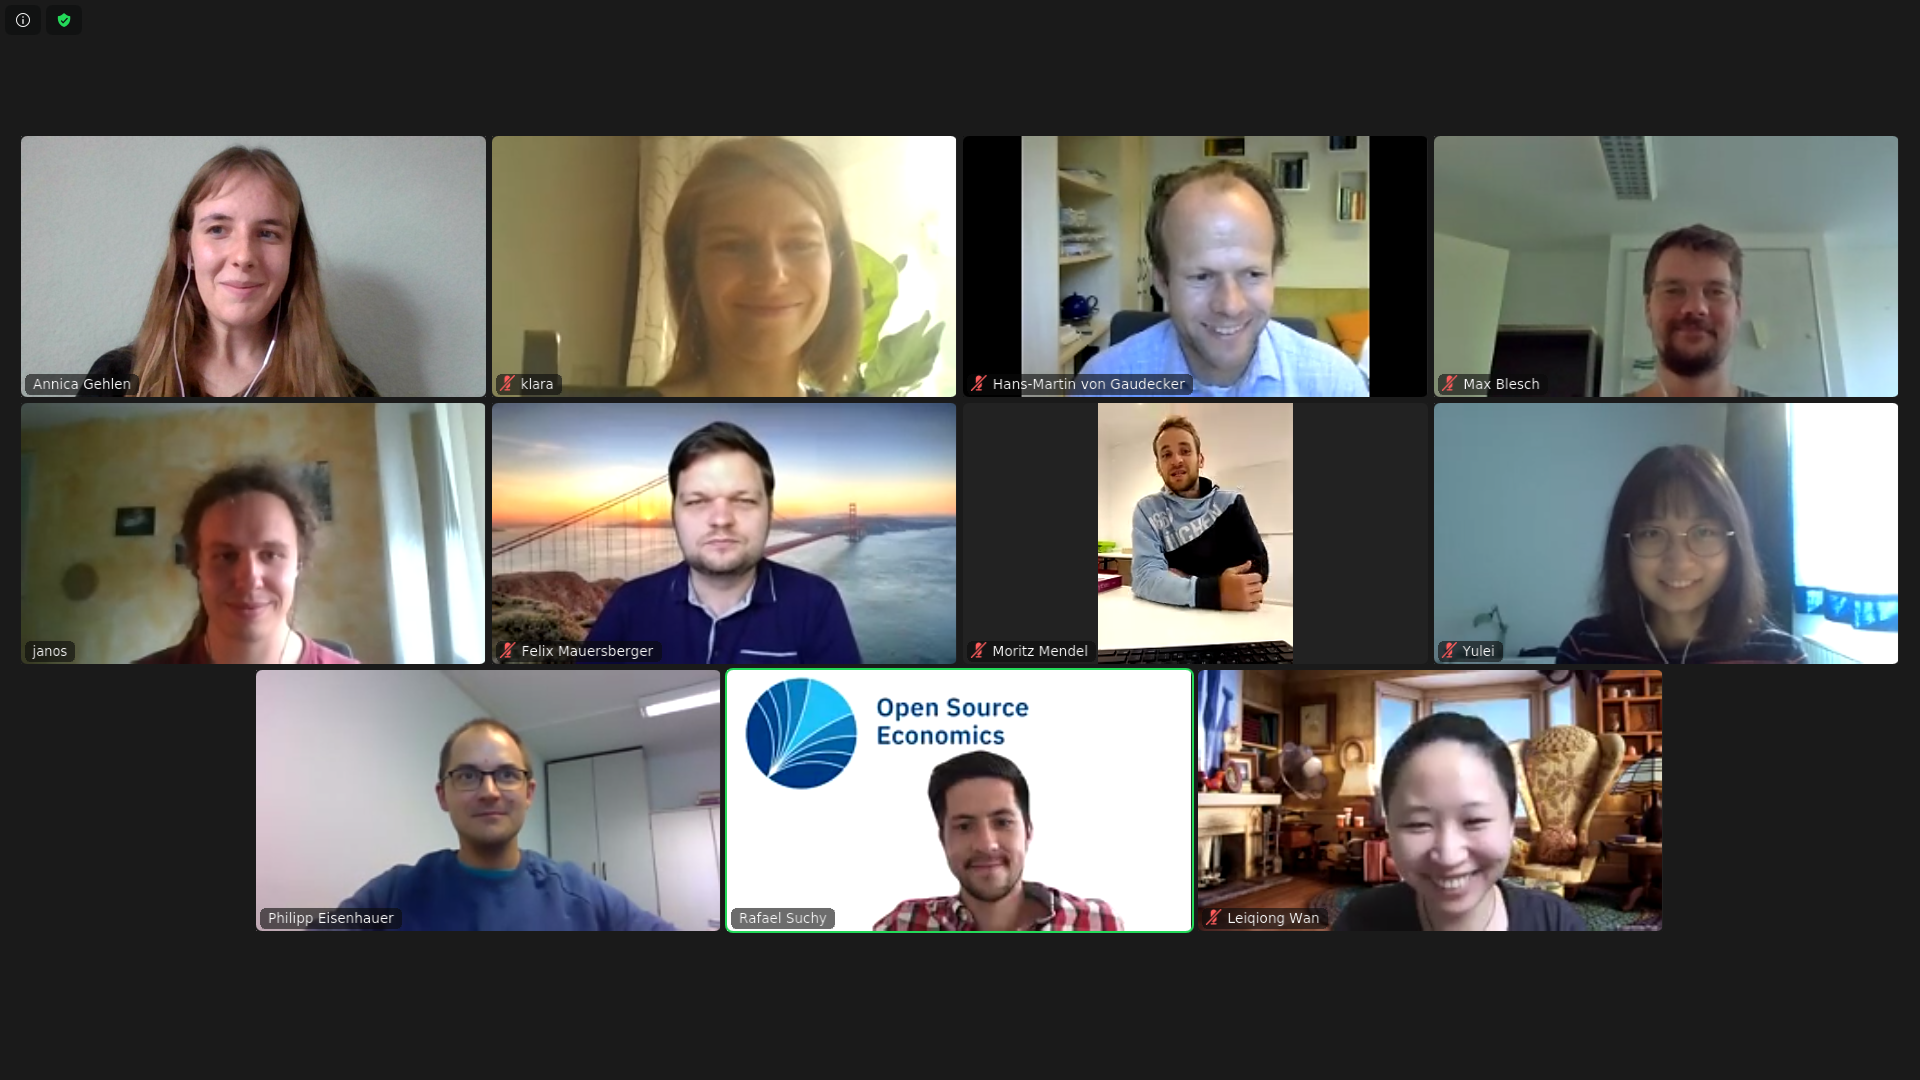 Annica Gehlen
klara
Hans-Martin von Gaudecker
Max Blesch
janos
Felix Mauersberger
Moritz Mendel
Yulei
Open Source
Economics
Philipp Eisenhauer
Rafael Suchy
Leiqiong Wan